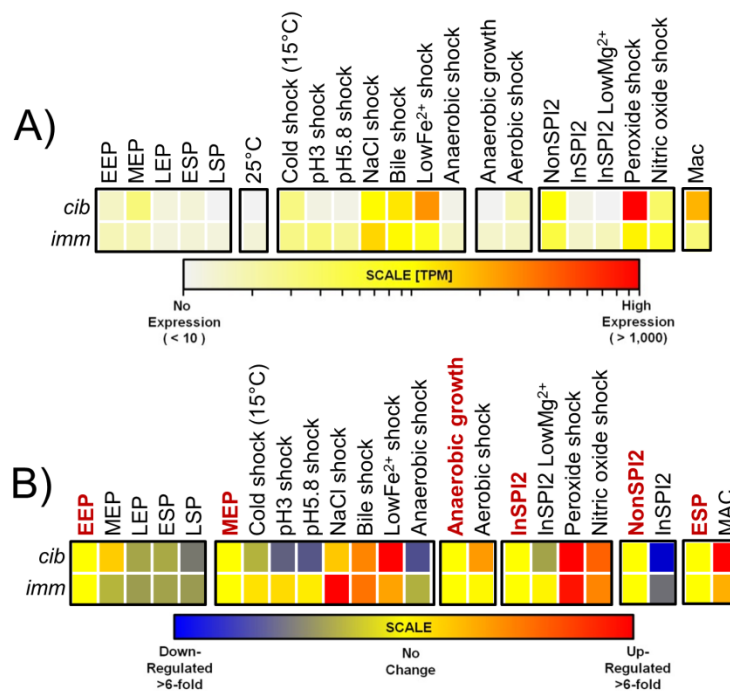 A)
EEP
MEP
LEP
ESP
LSP
25°C
Cold shock (15°C)
pH3 shock
pH5.8 shock
NaCl shock
Bile shock
LowFe²⁺ shock
Anaerobic shock
Anaerobic growth
Aerobic shock
NonSPI2
InSPI2
InSPI2 LowMg²⁺
Peroxide shock
Nitric oxide shock
Mac
cib
imm
SCALE [TPM]
No
Expression
( < 10 )
High
Expression
( > 1,000)
B)
EEP
MEP
LEP
ESP
LSP
MEP
Cold shock (15°C)
pH3 shock
pH5.8 shock
NaCl shock
Bile shock
LowFe²⁺ shock
Anaerobic shock
Anaerobic growth
Aerobic shock
InSPI2
InSPI2 LowMg²⁺
Peroxide shock
Nitric oxide shock
NonSPI2
InSPI2
ESP
MAC
cib
imm
SCALE
Down-
Regulated
>6-fold
No
Change
Up-
Regulated
>6-fold